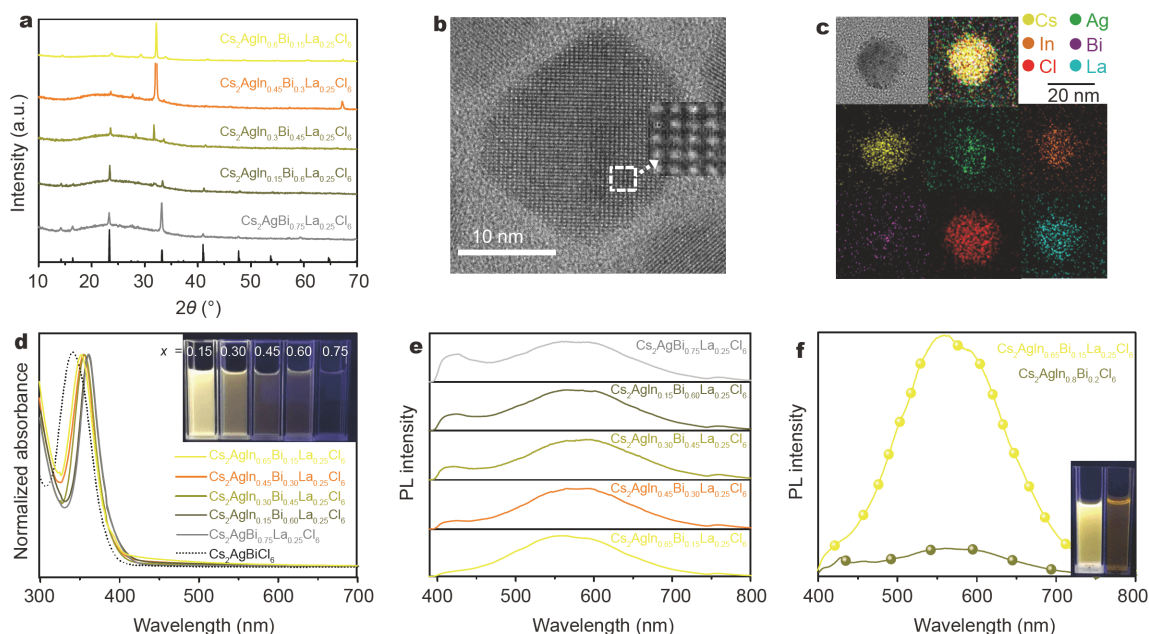 a
Cs₂AgIn₀.₆Bi₀.₁₅La₀.₂₅Cl₆
Cs₂AgIn₀.₄₅Bi₀.₃La₀.₂₅Cl₆
Cs₂AgIn₀.₃Bi₀.₄₅La₀.₂₅Cl₆
Cs₂AgIn₀.₁₅Bi₀.₆La₀.₂₅Cl₆
Cs₂AgBi₀.₇₅La₀.₂₅Cl₆
Intensity (a.u.)
10 20 30 40 50 60 70
2θ (°)
b
10 nm
c
Cs Ag
In Bi
Cl La
20 nm
d
x = 0.15 0.30 0.45 0.60 0.75
Cs₂AgIn₀.₆₅Bi₀.₁₅La₀.₂₅Cl₆
Cs₂AgIn₀.₄₅Bi₀.₃₀La₀.₂₅Cl₆
Cs₂AgIn₀.₃₀Bi₀.₄₅La₀.₂₅Cl₆
Cs₂AgIn₀.₁₅Bi₀.₆₀La₀.₂₅Cl₆
Cs₂AgBi₀.₇₅La₀.₂₅Cl₆
Cs₂AgBiCl₆
Normalized absorbance
300 400 500 600 700
Wavelength (nm)
e
Cs₂AgBi₀.₇₅La₀.₂₅Cl₆
Cs₂AgIn₀.₁₅Bi₀.₆₀La₀.₂₅Cl₆
Cs₂AgIn₀.₃₀Bi₀.₄₅La₀.₂₅Cl₆
Cs₂AgIn₀.₄₅Bi₀.₃₀La₀.₂₅Cl₆
Cs₂AgIn₀.₆₅Bi₀.₁₅La₀.₂₅Cl₆
PL intensity
400 500 600 700 800
Wavelength (nm)
f
Cs₂AgIn₀.₆₅Bi₀.₁₅La₀.₂₅Cl₆
Cs₂AgIn₀.₈Bi₀.₂Cl₆
PL intensity
400 500 600 700 800
Wavelength (nm)